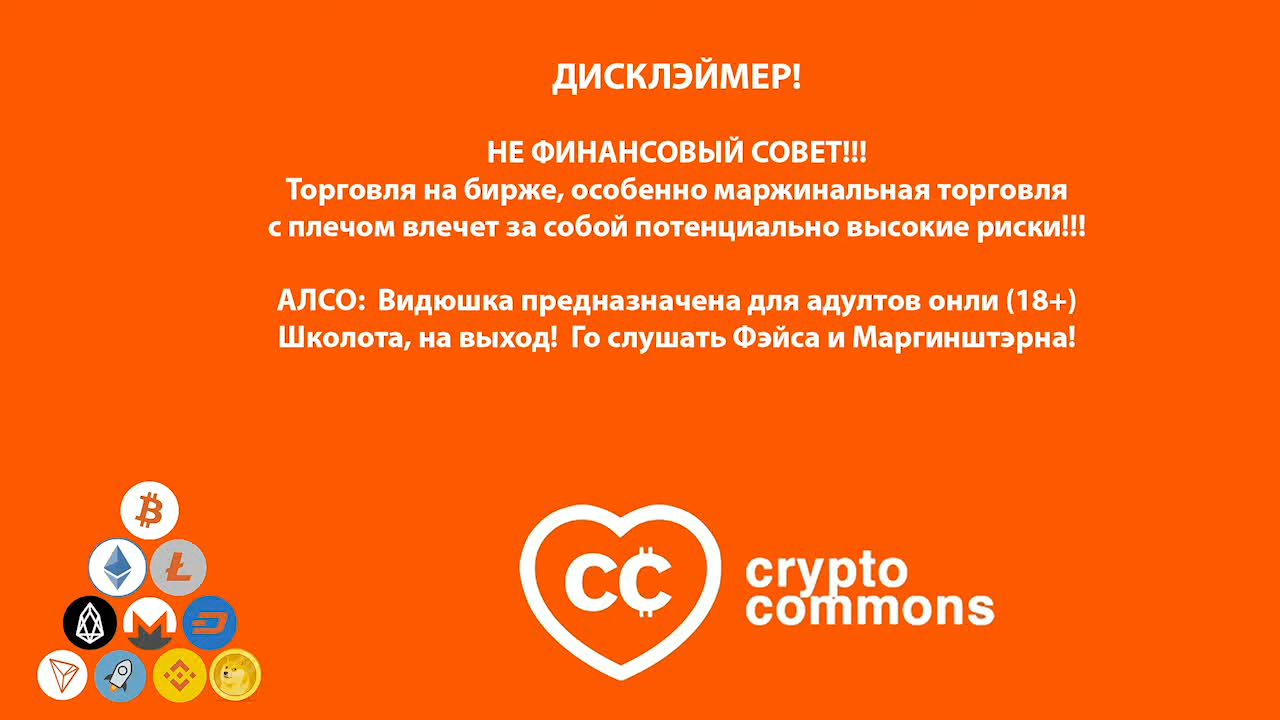 ДИСКЛЭЙМЕР!
НЕ ФИНАНСОВЫЙ СОВЕТ!!!
Торговля на бирже, особенно маржинальная торговля
с плечом влечет за собой потенциально высокие риски!!!
АЛСО: Видюшка предназначена для адултов онли (18+)
Школота, на выход! Го слушать Фэйса и Маргинштэрна!
CC
crypto
commons